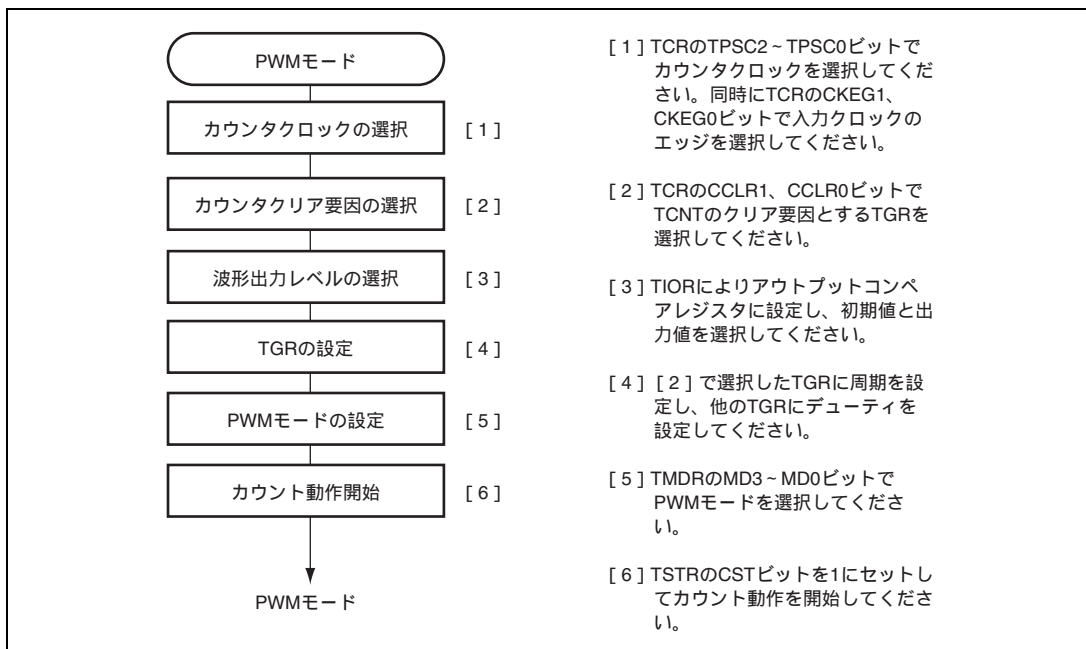 PWMモード
カウンタクロックの選択 [ 1 ]
カウンタクリア要因の選択 [ 2 ]
波形出力レベルの選択 [ 3 ]
TGRの設定 [ 4 ]
PWMモードの設定 [ 5 ]
カウント動作開始 [ 6 ]
PWMモード
[ 1 ] TCRのTPSC2~TPSC0ビットで
カウンタクロックを選択してくだ
さい。同時にTCRのCKEG1、
CKEG0ビットで入力クロックの
エッジを選択してください。
[ 2 ] TCRのCCLR1、CCLR0ビットで
TCNTのクリア要因とするTGRを
選択してください。
[ 3 ] TIORによりアウトプットコンペ
アレジスタに設定し、初期値と出
力値を選択してください。
[ 4 ] [ 2 ] で選択したTGRに周期を設
定し、他のTGRにデューティを
設定してください。
[ 5 ] TMDRのMD3~MD0ビットで
PWMモードを選択してくださ
い。
[ 6 ] TSTRのCSTビットを1にセットし
てカウント動作を開始してくださ
い。